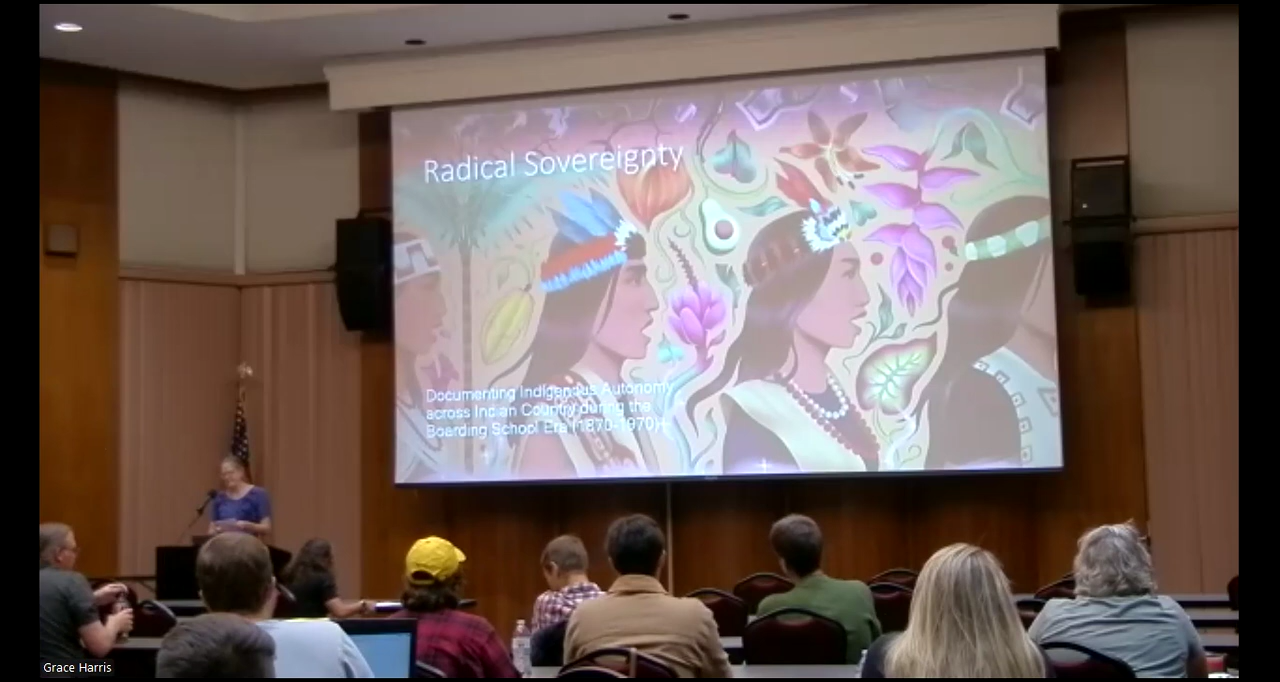 Radical Sovereignty
Documenting Indigenous Autonomy
across Indian Country during the
Boarding School Era (1870-1970)
Grace Harris